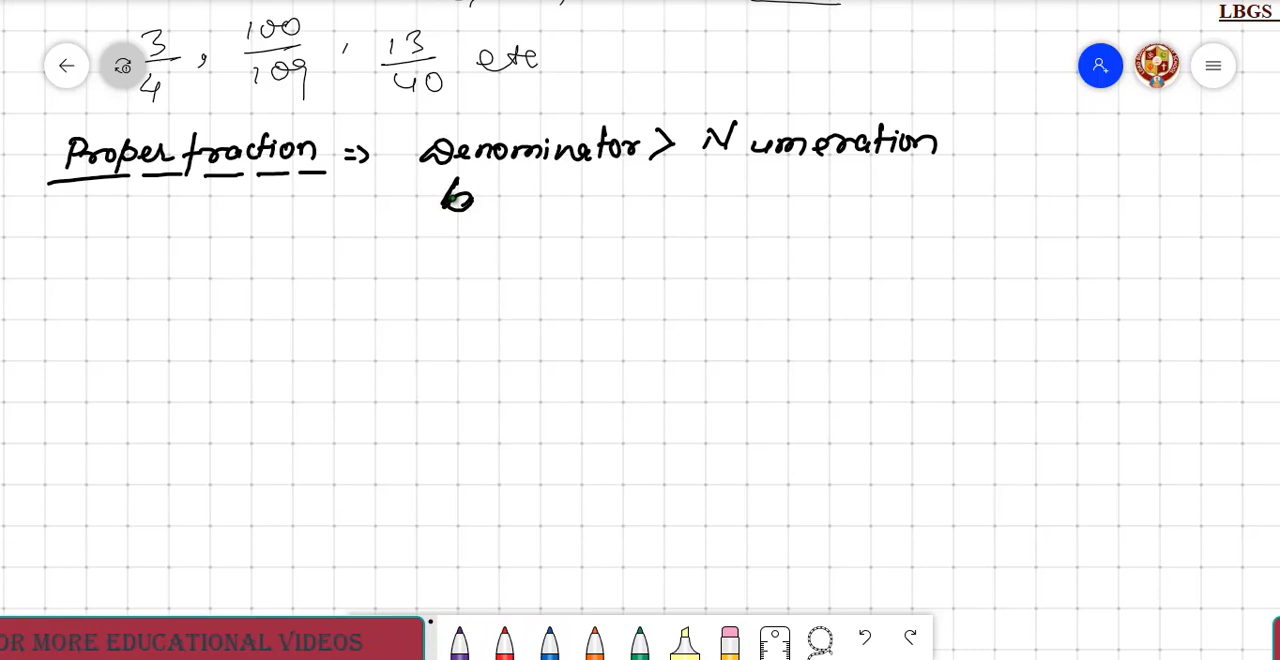 LBGS
3/4, 100/109, 13/40 etc
Proper fraction => Denominator > Numeration
b
OR MORE EDUCATIONAL VIDEOS